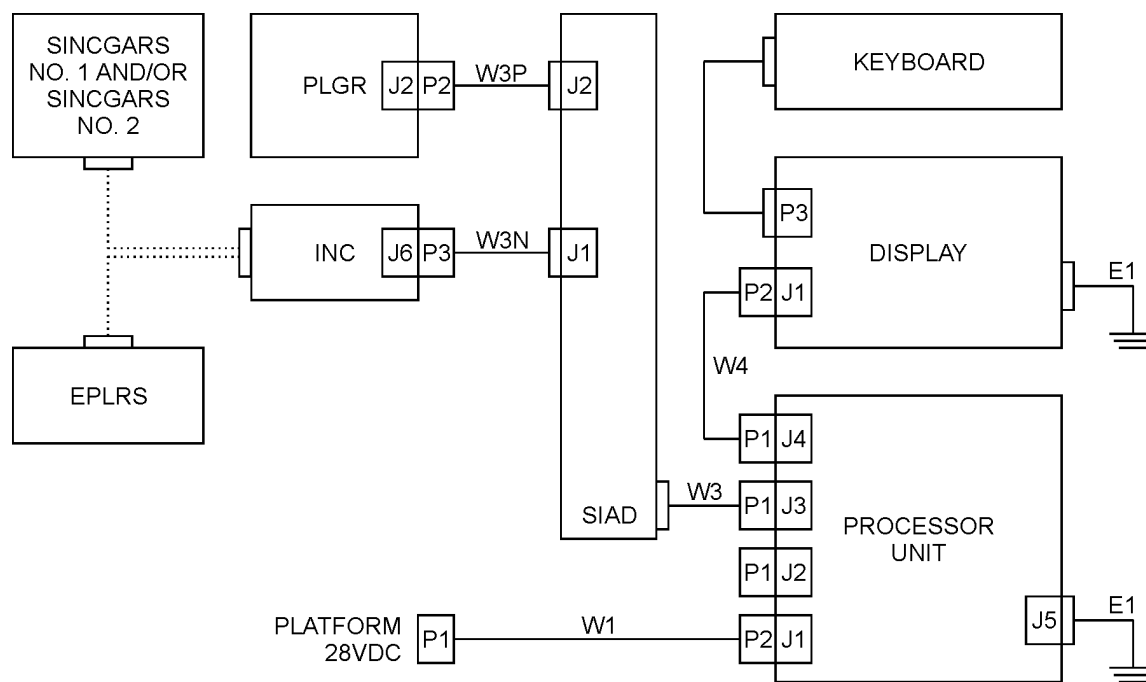 SINCGARS
NO. 1 AND/OR
SINCGARS
NO. 2
PLGR
J2
P2
W3P
J2
KEYBOARD
P3
INC
J6
P3
W3N
J1
DISPLAY
P2
J1
E1
W4
EPLRS
P1
J4
SIAD
W3
P1
J3
PROCESSOR
UNIT
P1
J2
PLATFORM
28VDC
P1
W1
P2
J1
J5
E1